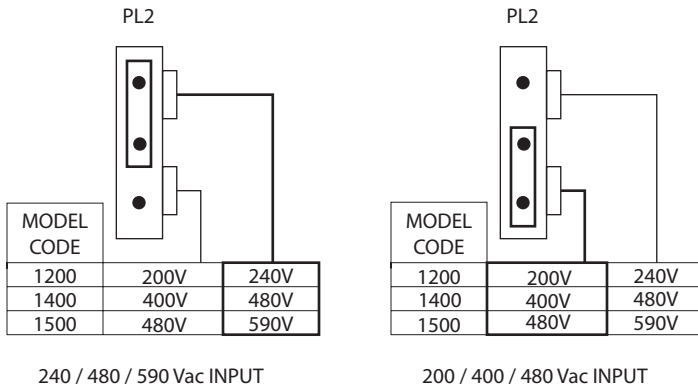 PL2
MODEL
CODE
1200 200V 240V
1400 400V 480V
1500 480V 590V
240 / 480 / 590 Vac INPUT
PL2
MODEL
CODE
1200 200V 240V
1400 400V 480V
1500 480V 590V
200 / 400 / 480 Vac INPUT